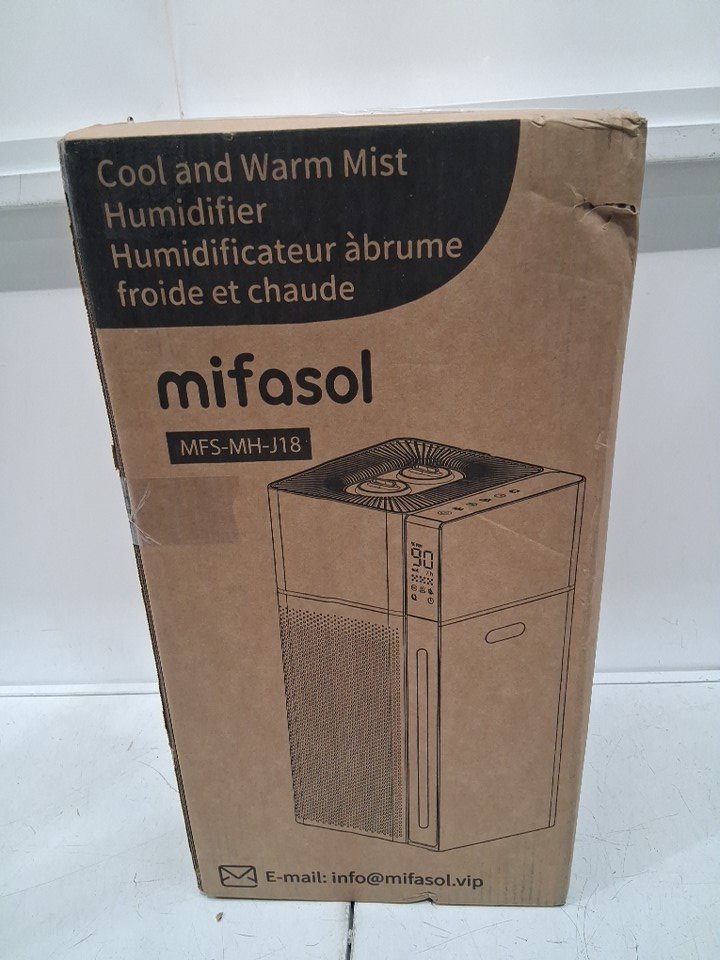 Cool and Warm Mist
Humidifier
Humidificateur àbrume
froide et chaude
mifasol
MFS-MH-J18
90
E-mail: info@mifasol.vip